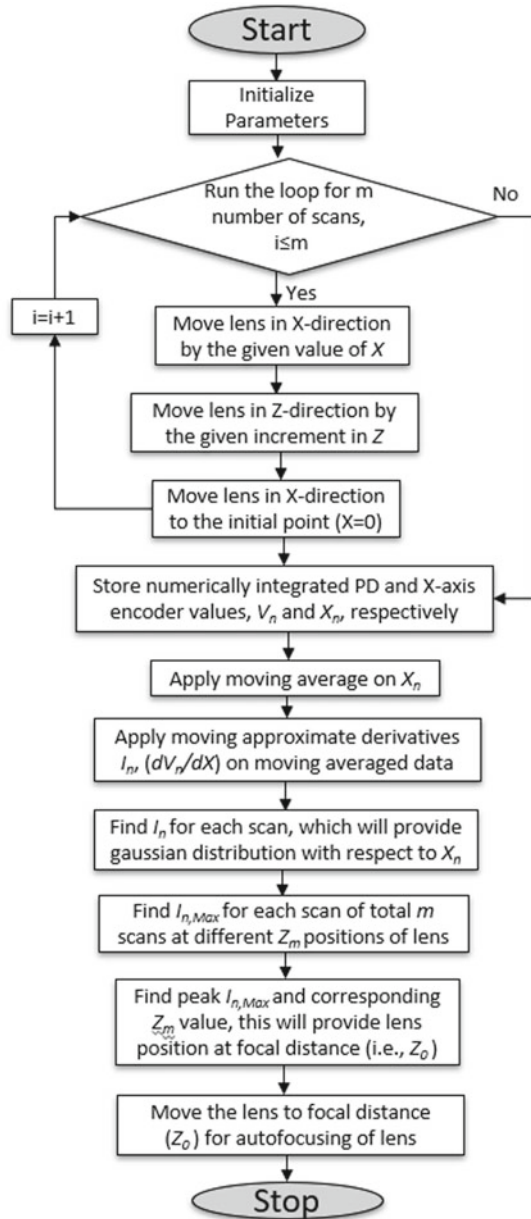 Start
Initialize
Parameters
Run the loop for m
number of scans,
i≤m
No
Yes
i=i+1
Move lens in X-direction
by the given value of X
Move lens in Z-direction by
the given increment in Z
Move lens in X-direction
to the initial point (X=0)
Store numerically integrated PD and X-axis
encoder values, Vn and Xn, respectively
Apply moving average on Xn
Apply moving approximate derivatives
In, (dVn/dX) on moving averaged data
Find In for each scan, which will provide
gaussian distribution with respect to Xn
Find In,Max for each scan of total m
scans at different Zm positions of lens
Find peak In,Max and corresponding
Zm value, this will provide lens
position at focal distance (i.e., Z0)
Move the lens to focal distance
(Z0) for autofocusing of lens
Stop